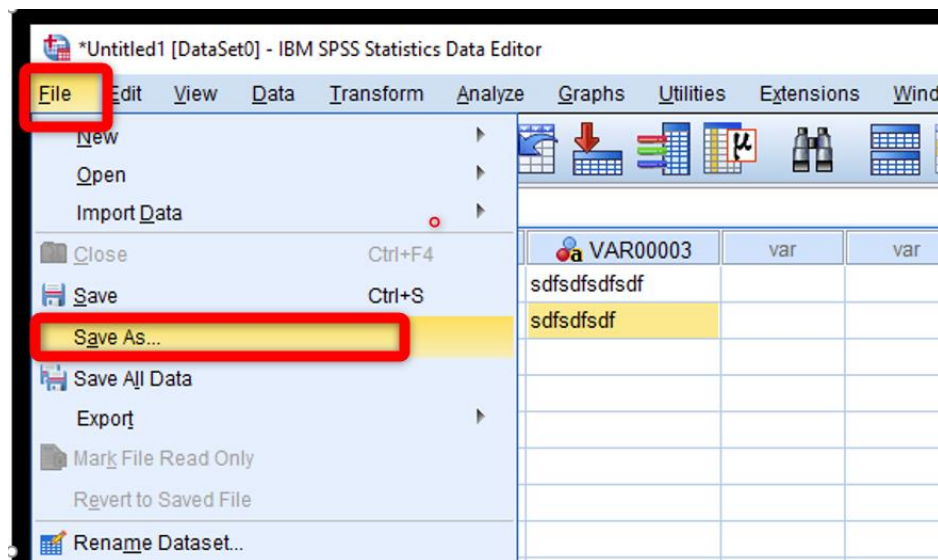 *Untitled1 [DataSet0] - IBM SPSS Statistics Data Editor
File Edit View Data Transform Analyze Graphs Utilities Extensions Wind
New
Open
Import Data
Close Ctrl+F4
Save Ctrl+S
Save As...
Save All Data
Export
Mark File Read Only
Revert to Saved File
Rename Dataset...
μ
a VAR00003 var var
sdfsdfsdfsdf
sdfsdfsdf